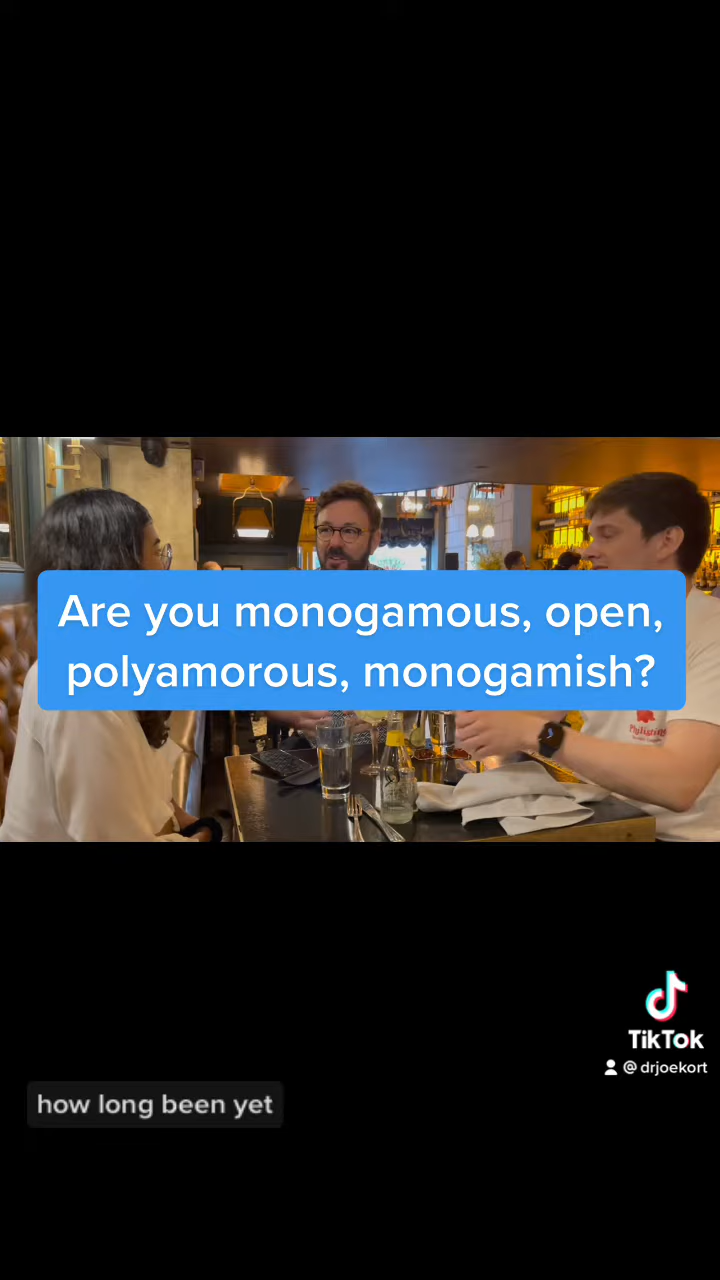 Are you monogamous, open,
polyamorous, monogamish?
TikTok
@drjoekort
how long been yet